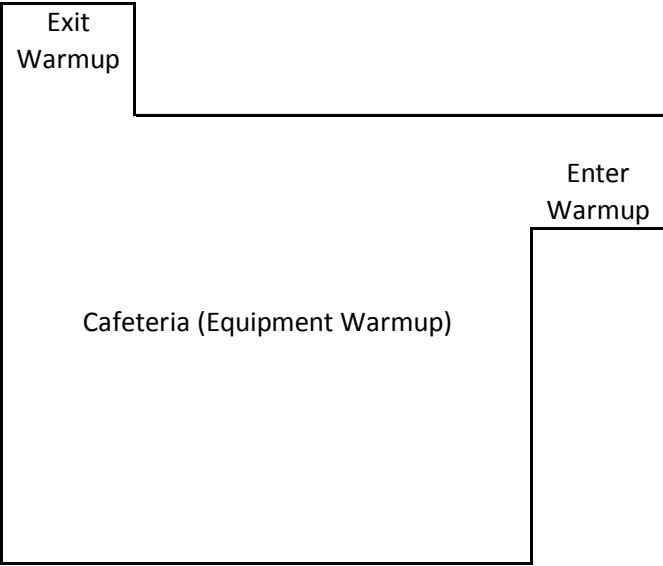 Exit
Warmup
Enter
Warmup
Cafeteria (Equipment Warmup)